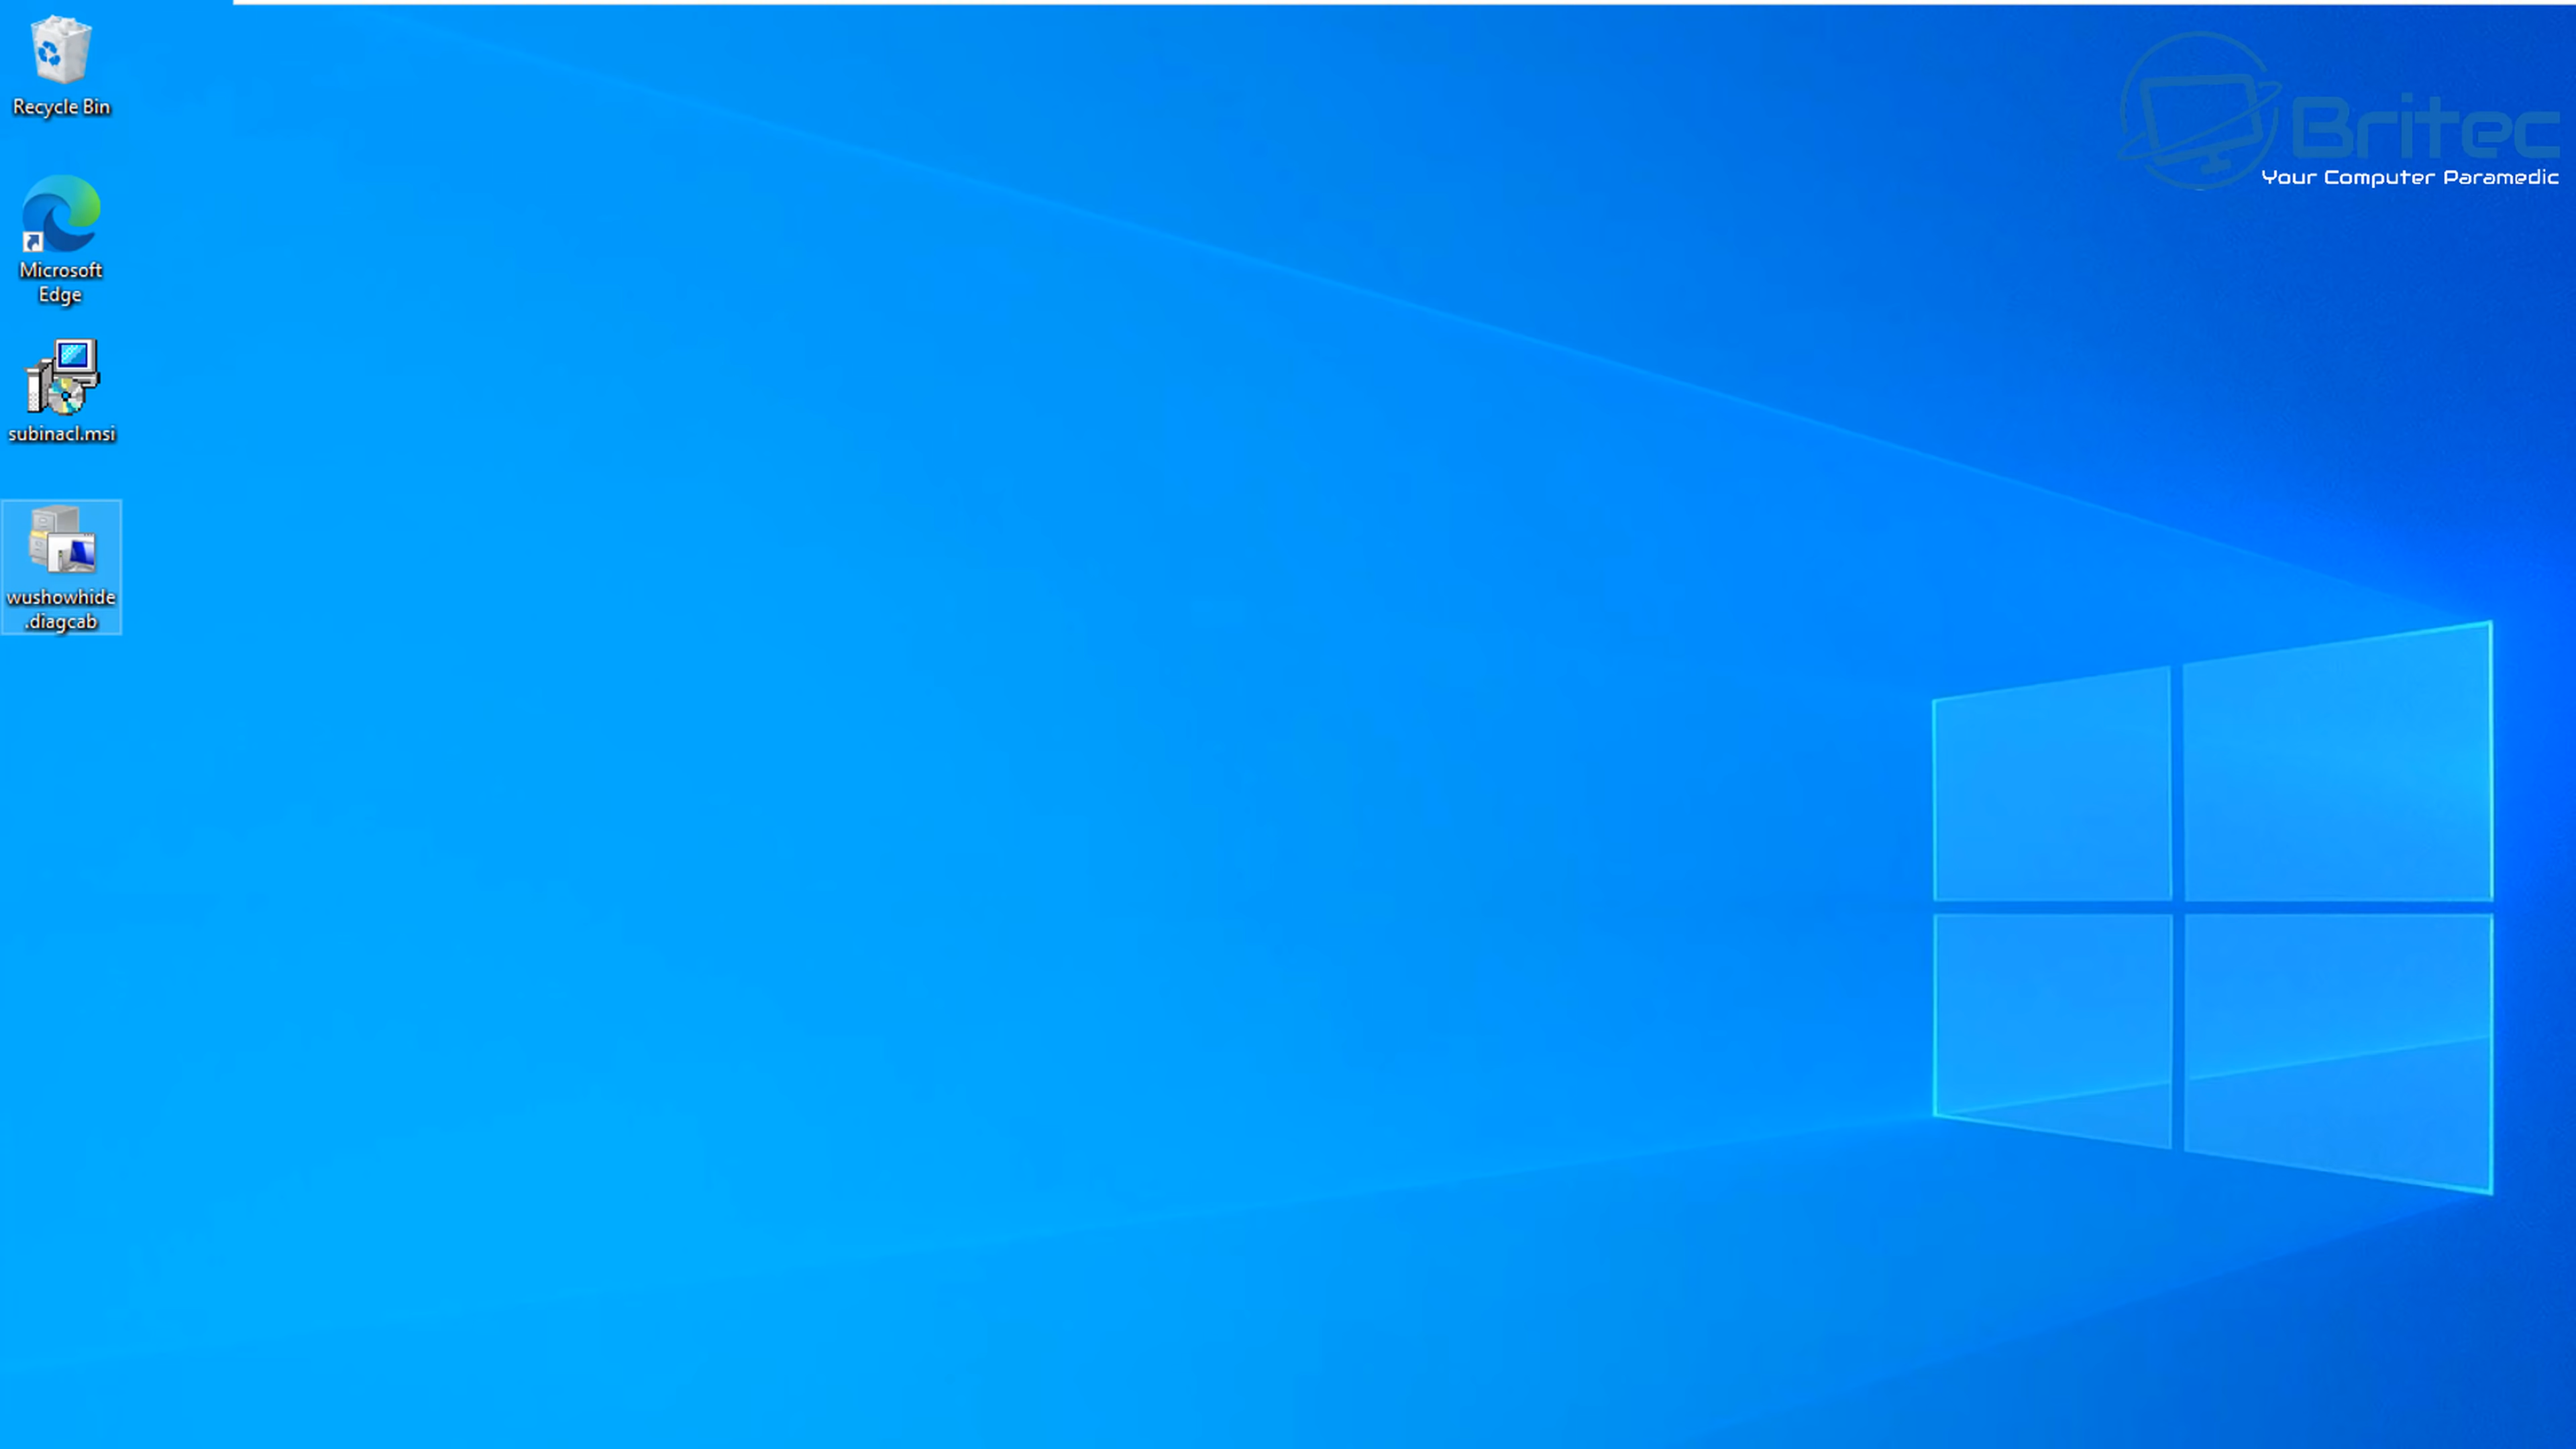 Recycle Bin
Britec
Your Computer Paramedic
Microsoft
Edge
subinacl.msi
wushowhide
.diagcab